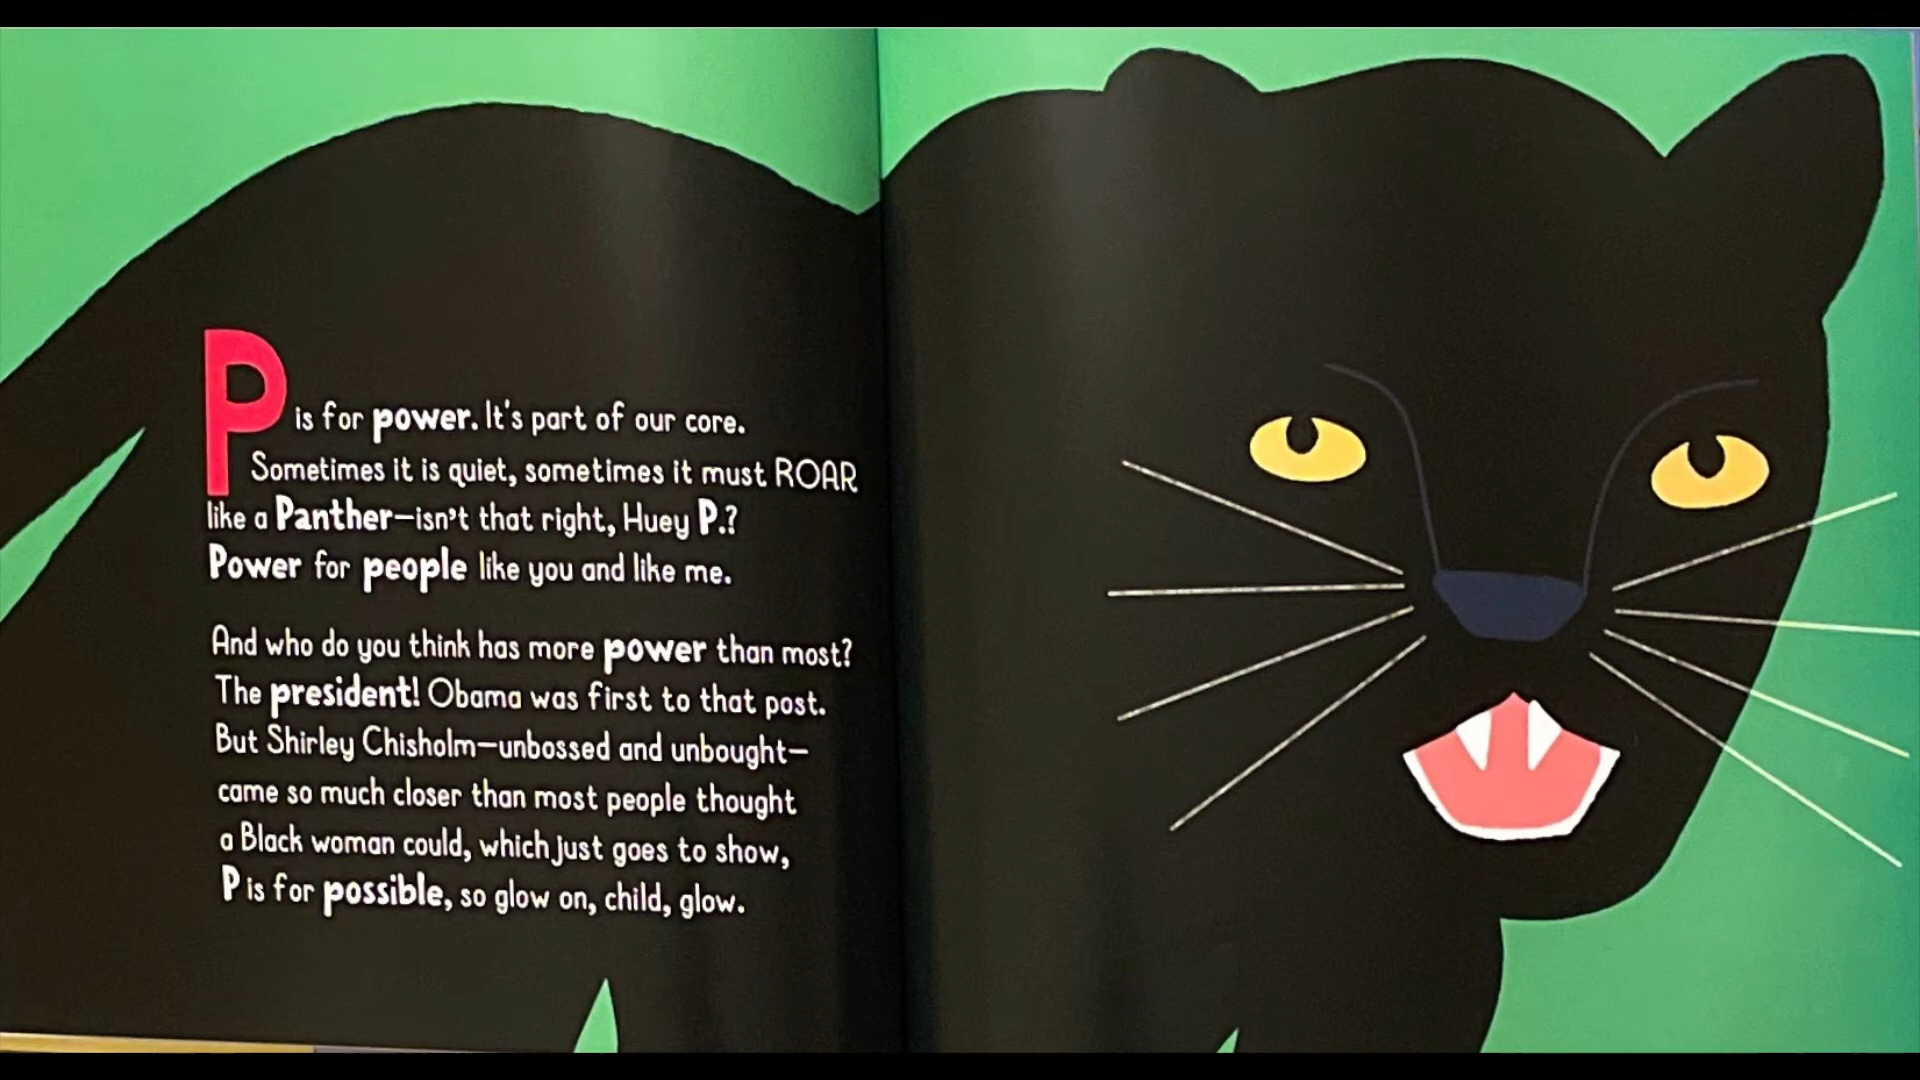 P is for power. It's part of our core.
Sometimes it is quiet, sometimes it must ROAR
like a Panther—isn't that right, Huey P.?
Power for people like you and like me.
And who do you think has more power than most?
The president! Obama was first to that post.
But Shirley Chisholm—unbossed and unbought—
came so much closer than most people thought
a Black woman could, which just goes to show,
P is for possible, so glow on, child, glow.